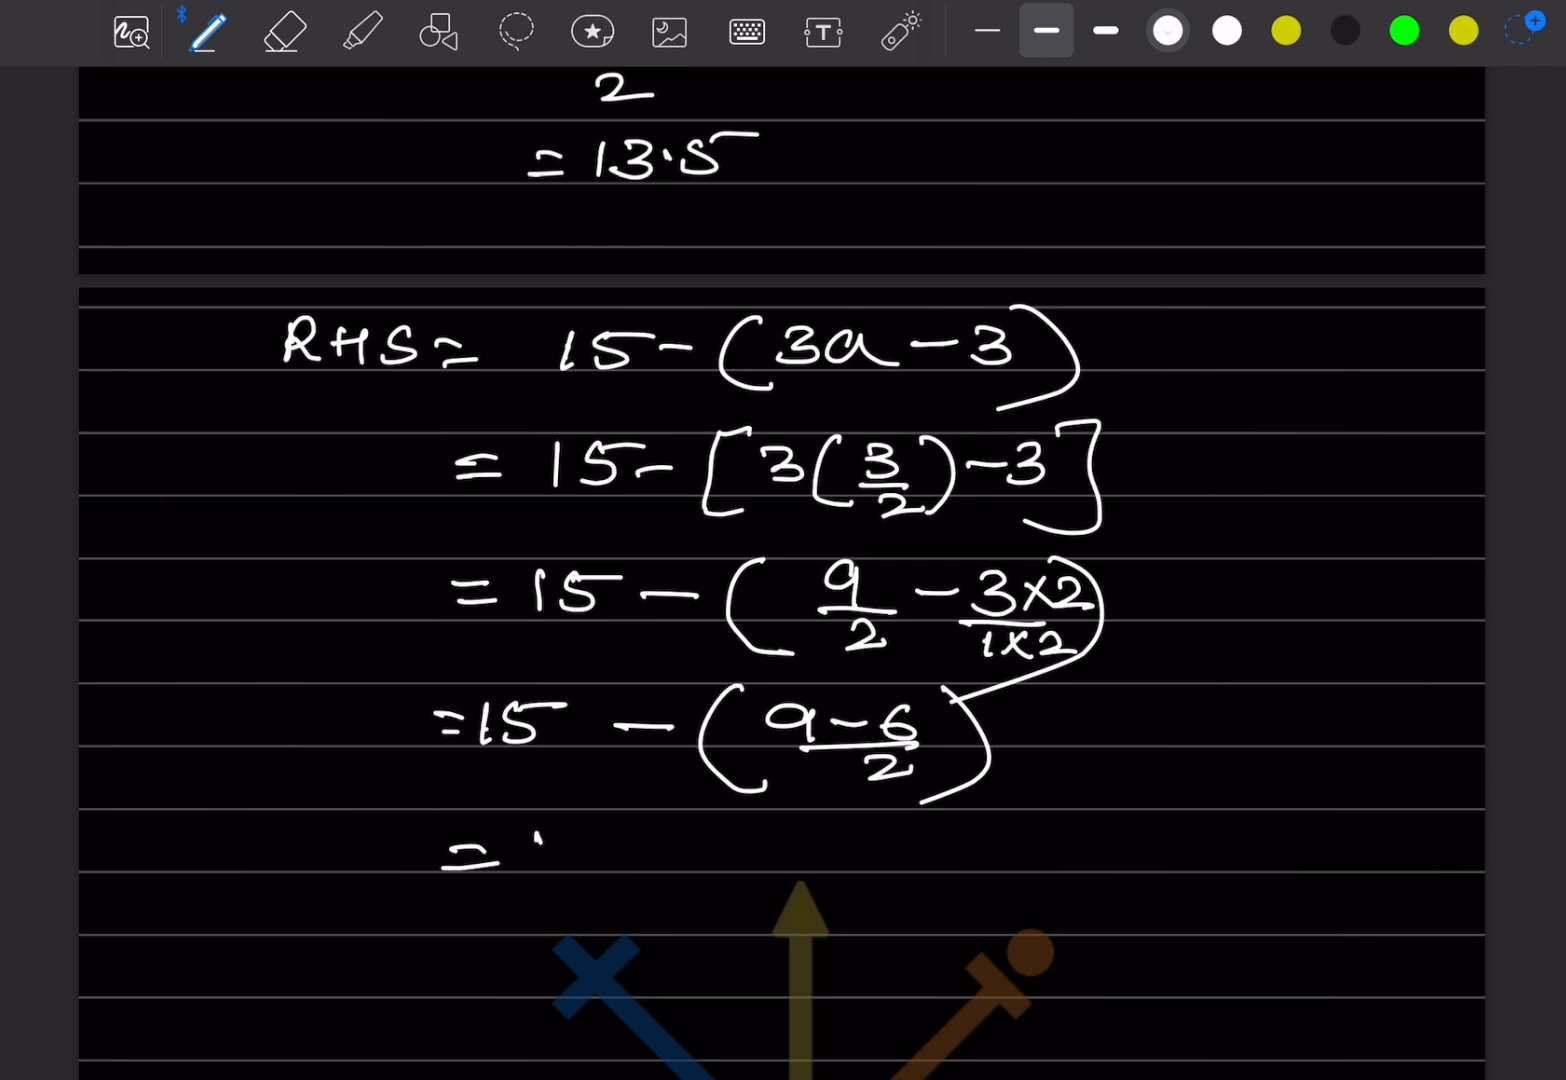 2
= 13.5
RHS = 15 - (3a - 3)
= 15 - [3(3/2) - 3]
= 15 - (9/2 - 3×2/1×2)
= 15 - (9-6/2)
=